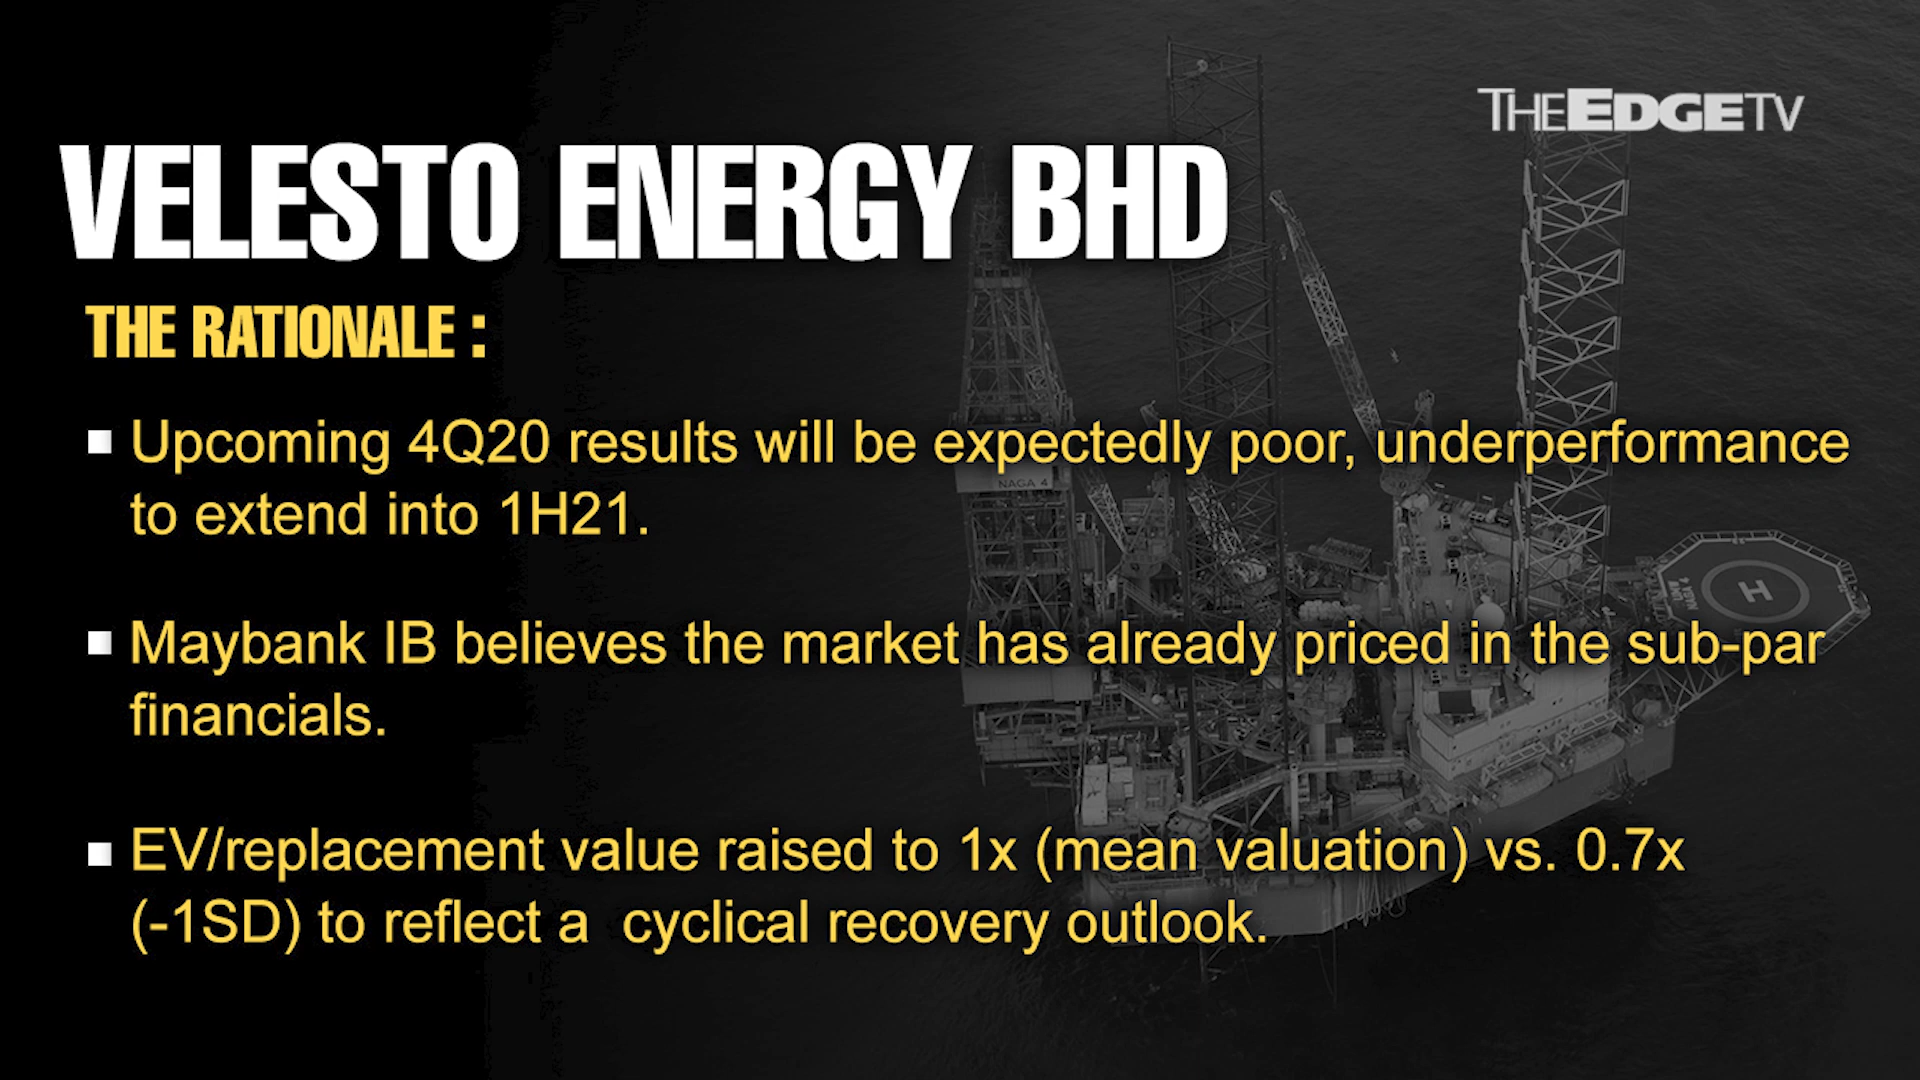 THEEDGETV
VELESTO ENERGY BHD
THE RATIONALE :
Upcoming 4Q20 results will be expectedly poor, underperformance
to extend into 1H21.
NAGA 4
H
Maybank IB believes the market has already priced in the sub-par
financials.
EV/replacement value raised to 1x (mean valuation) vs. 0.7x
(-1SD) to reflect a cyclical recovery outlook.